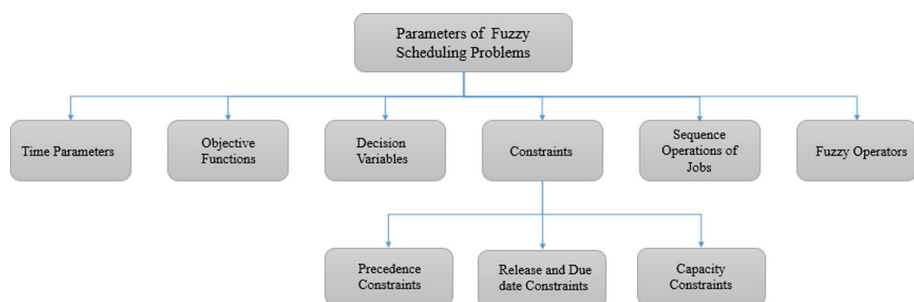 Parameters of Fuzzy
Scheduling Problems
Time Parameters
Objective
Functions
Decision
Variables
Constraints
Sequence
Operations of
Jobs
Fuzzy Operators
Precedence
Constraints
Release and Due
date Constraints
Capacity
Constraints